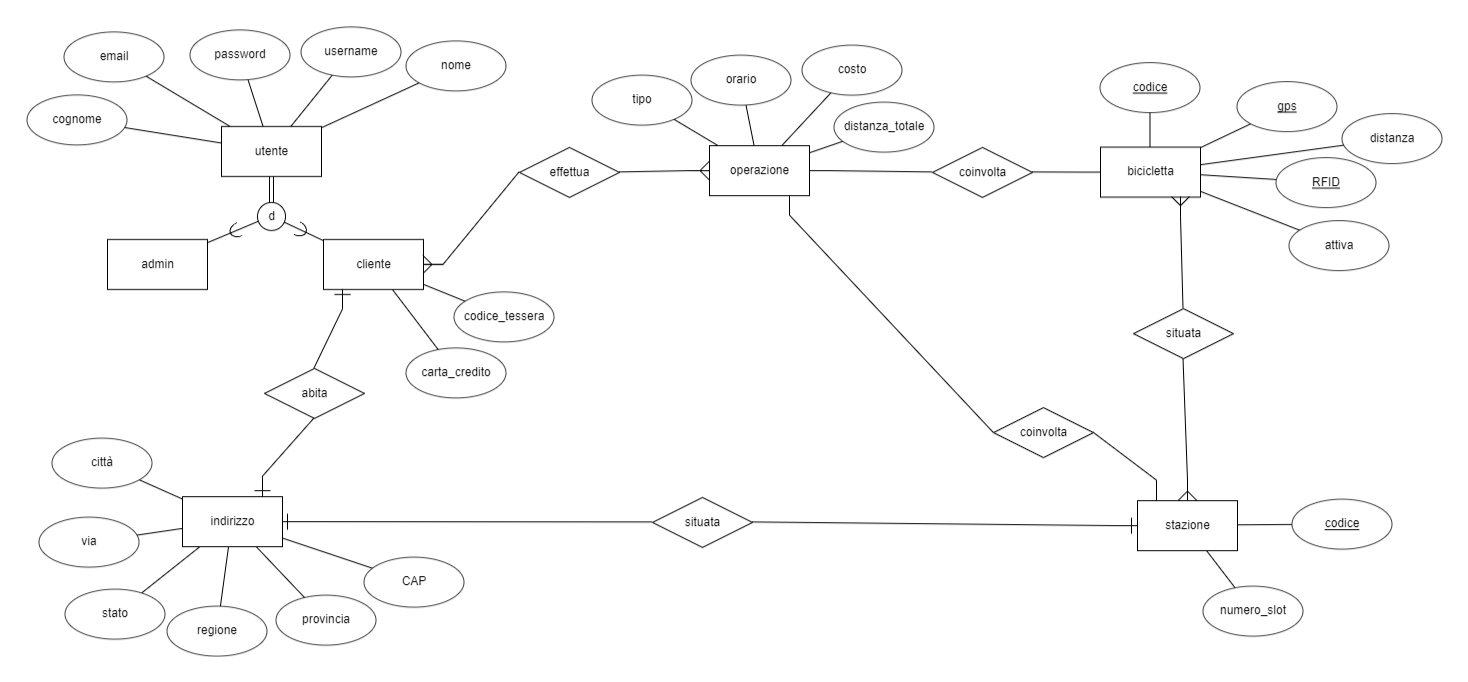 email
password
username
nome
cognome
utente
d
admin
cliente
codice_tessera
carta_credito
effettua
tipo
orario
costo
distanza_totale
operazione
coinvolta
codice
gps
distanza
RFID
attiva
bicicletta
situata
coinvolta
abita
città
via
stato
regione
provincia
CAP
indirizzo
situata
stazione
codice
numero_slot